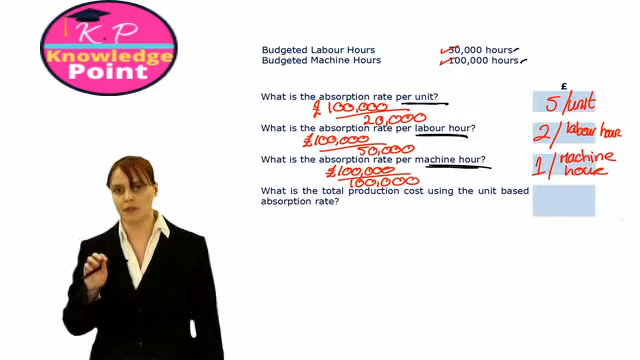 K.P
Knowledge
Point
Budgeted Labour Hours 50,000 hours
Budgeted Machine Hours 100,000 hours
£
What is the absorption rate per unit?
£100,000
20,000
5/unit
What is the absorption rate per labour hour?
£100,000
50,000
2/labour hour
What is the absorption rate per machine hour?
£100,000
100,000
1/Machine
houre
What is the total production cost using the unit based
absorption rate?